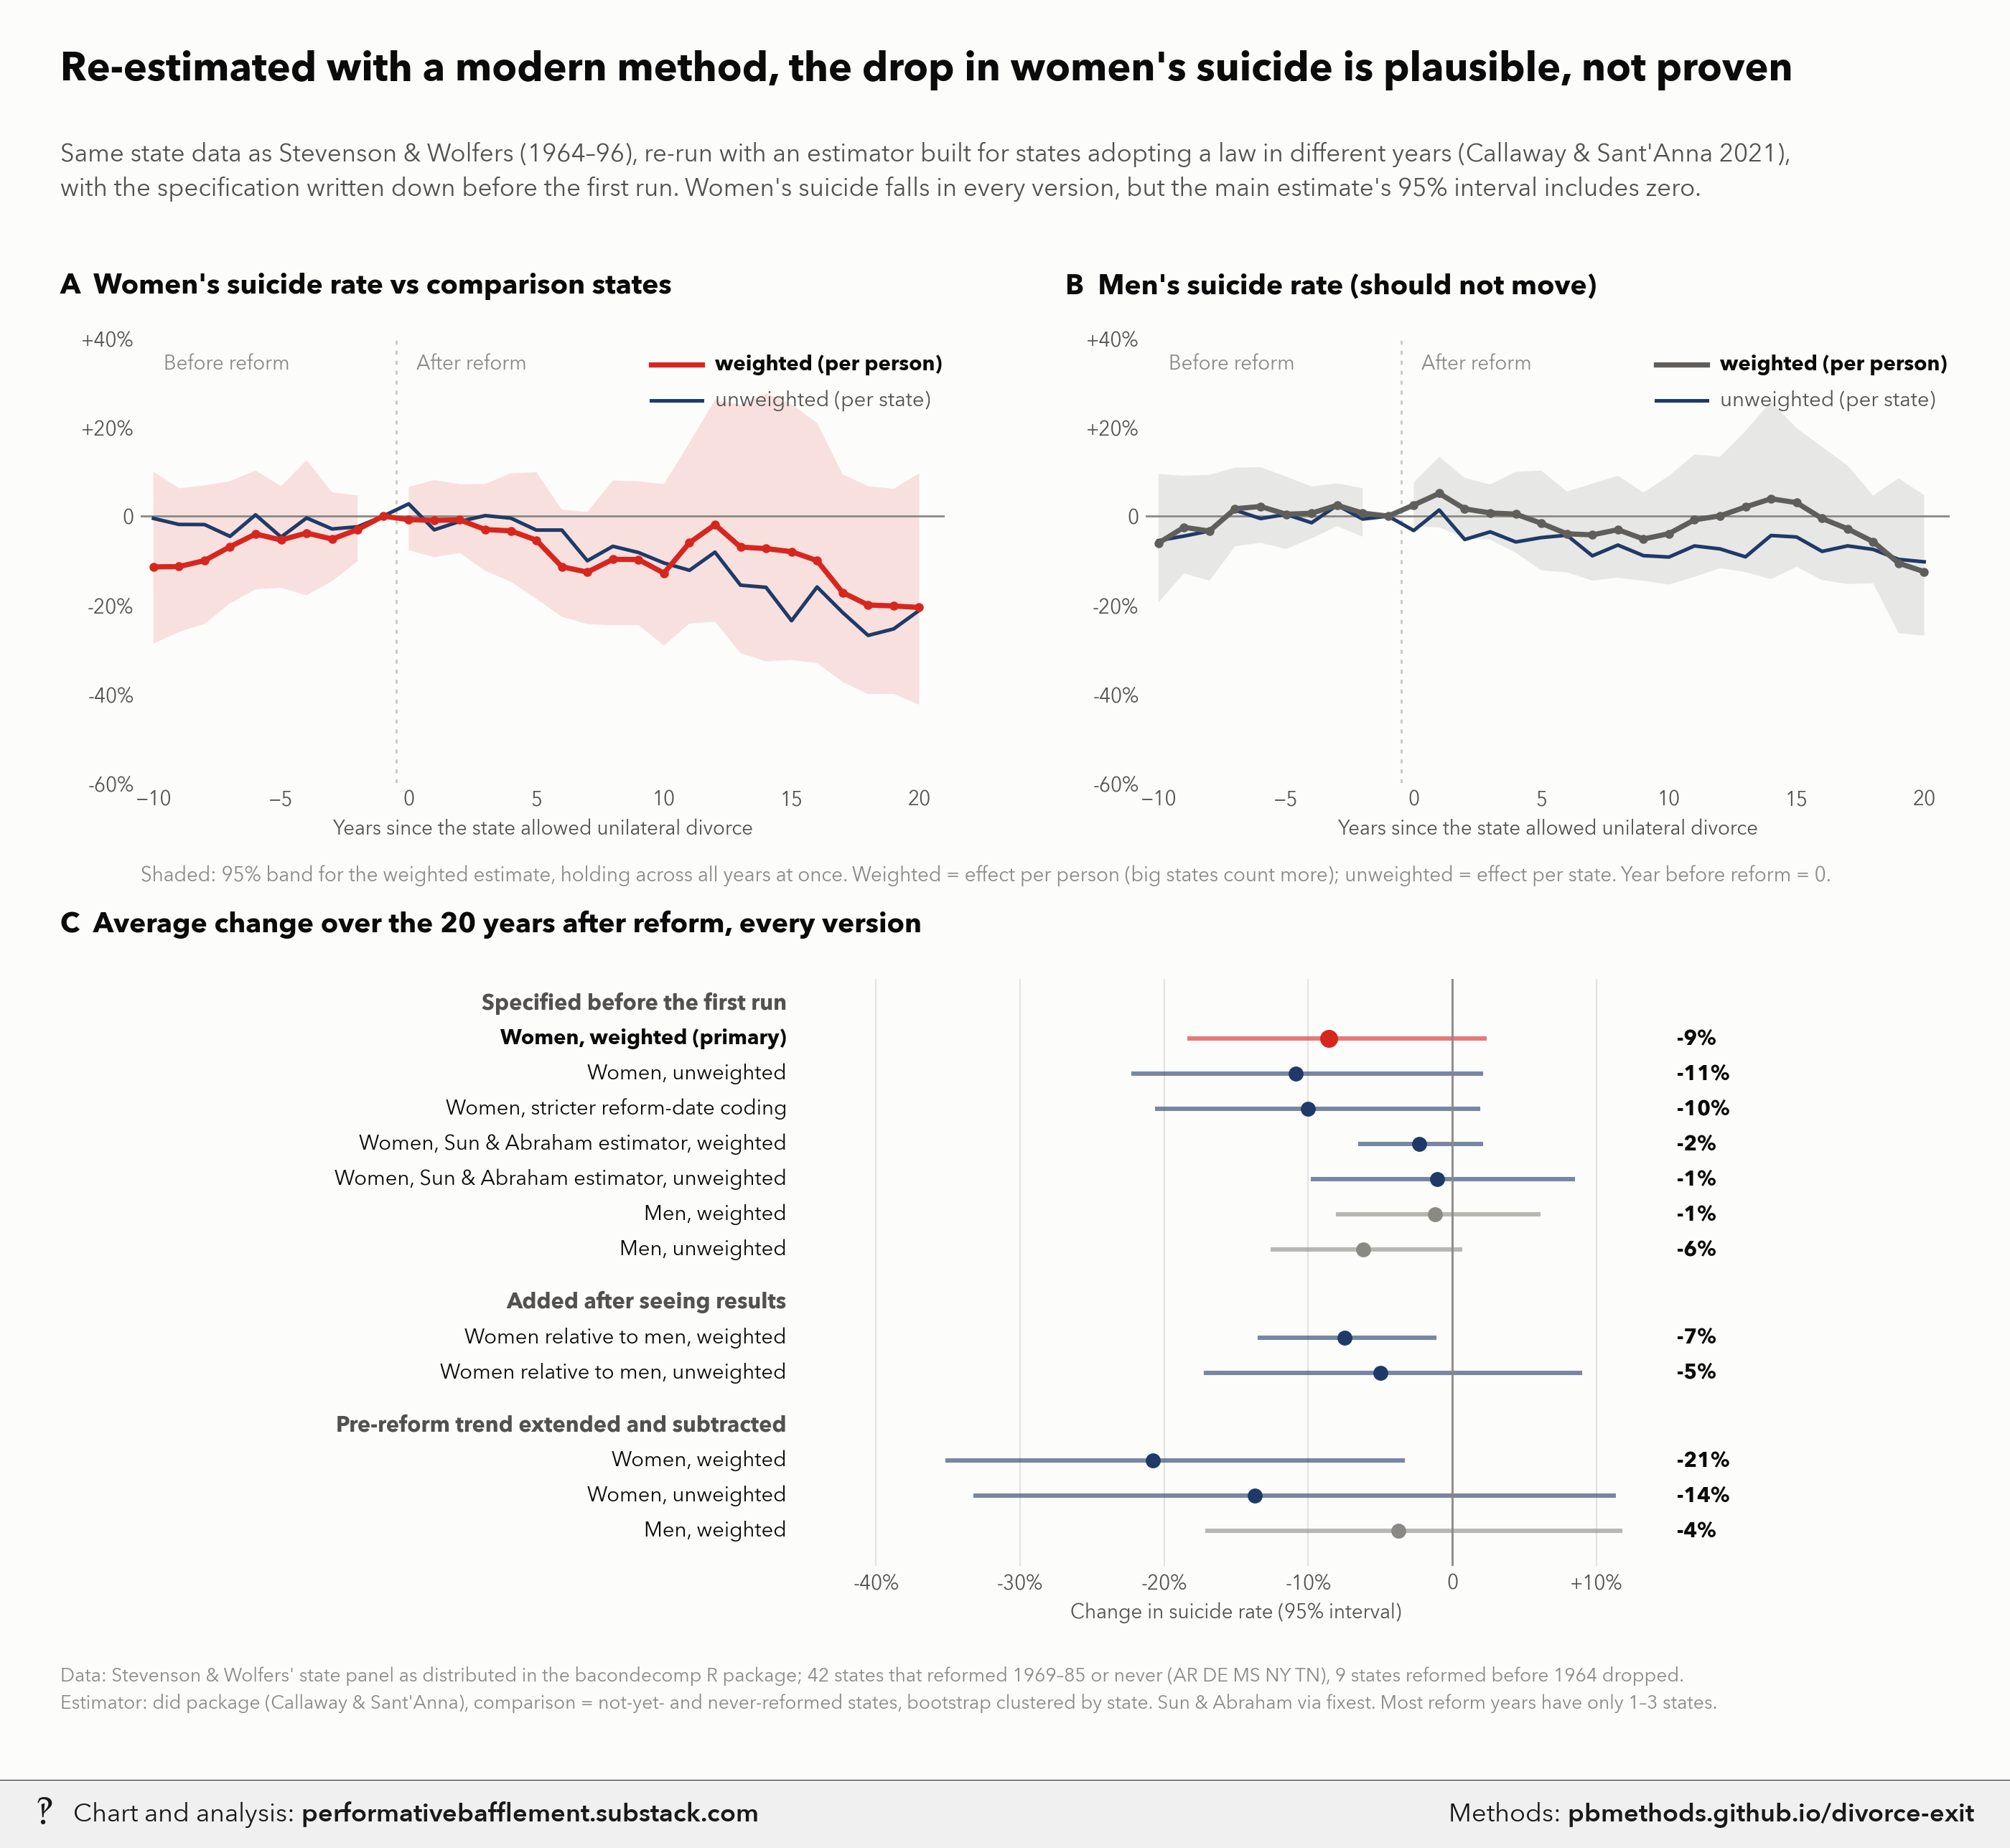 Re-estimated with a modern method, the drop in women's suicide is plausible, not proven
Same state data as Stevenson & Wolfers (1964–96), re-run with an estimator built for states adopting a law in different years (Callaway & Sant'Anna 2021),
with the specification written down before the first run. Women's suicide falls in every version, but the main estimate's 95% interval includes zero.
A Women's suicide rate vs comparison states
+40%
+20%
0
-20%
-40%
-60%
Before reform
After reform
weighted (per person)
unweighted (per state)
−10 −5 0 5 10 15 20
Years since the state allowed unilateral divorce
B Men's suicide rate (should not move)
+40%
+20%
0
-20%
-40%
-60%
Before reform
After reform
weighted (per person)
unweighted (per state)
−10 −5 0 5 10 15 20
Years since the state allowed unilateral divorce
Shaded: 95% band for the weighted estimate, holding across all years at once. Weighted = effect per person (big states count more); unweighted = effect per state. Year before reform = 0.
C Average change over the 20 years after reform, every version
Specified before the first run
Women, weighted (primary) -9%
Women, unweighted -11%
Women, stricter reform-date coding -10%
Women, Sun & Abraham estimator, weighted -2%
Women, Sun & Abraham estimator, unweighted -1%
Men, weighted -1%
Men, unweighted -6%
Added after seeing results
Women relative to men, weighted -7%
Women relative to men, unweighted -5%
Pre-reform trend extended and subtracted
Women, weighted -21%
Women, unweighted -14%
Men, weighted -4%
-40% -30% -20% -10% 0 +10%
Change in suicide rate (95% interval)
Data: Stevenson & Wolfers' state panel as distributed in the bacondecomp R package; 42 states that reformed 1969–85 or never (AR DE MS NY TN), 9 states reformed before 1964 dropped.
Estimator: did package (Callaway & Sant'Anna), comparison = not-yet- and never-reformed states, bootstrap clustered by state. Sun & Abraham via fixest. Most reform years have only 1–3 states.
‽ Chart and analysis: performativebafflement.substack.com
Methods: pbmethods.github.io/divorce-exit